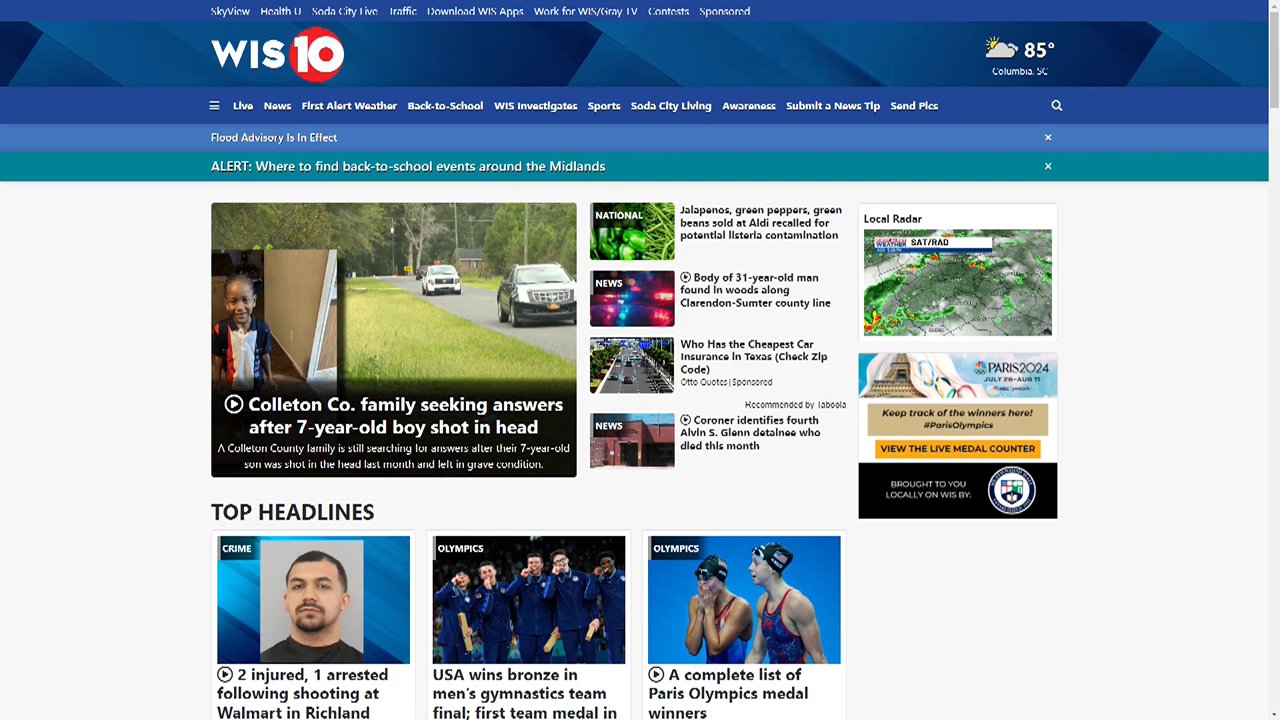 SkyView Health U Soda City Live Traffic Download WIS Apps Work for WIS/Gray TV Contests Sponsored
WIS10
85°
Columbia, SC
Live News First Alert Weather Back-to-School WIS Investigates Sports Soda City Living Awareness Submit a News Tip Send Pics
Flood Advisory Is In Effect
ALERT: Where to find back-to-school events around the Midlands
Colleton Co. family seeking answers
after 7-year-old boy shot in head
A Colleton County family is still searching for answers after their 7-year-old
son was shot in the head last month and left in grave condition.
NATIONAL
Jalapenos, green peppers, green
beans sold at Aldi recalled for
potential listeria contamination
NEWS
Body of 31-year-old man
found in woods along
Clarendon-Sumter county line
Who Has the Cheapest Car
Insurance in Texas (Check Zip
Code)
Otto Quotes | Sponsored
Recommended by Taboola
NEWS
Coroner identifies fourth
Alvin S. Glenn detainee who
died this month
Local Radar
WEATHER SAT/RAD
PARIS2024
JULY 26-AUG 11
NBC peacock
Keep track of the winners here!
#ParisOlympics
VIEW THE LIVE MEDAL COUNTER
BROUGHT TO YOU
LOCALLY ON WIS BY:
TOP HEADLINES
CRIME
2 injured, 1 arrested
following shooting at
Walmart in Richland
OLYMPICS
USA wins bronze in
men's gymnastics team
final; first team medal in
OLYMPICS
A complete list of
Paris Olympics medal
winners